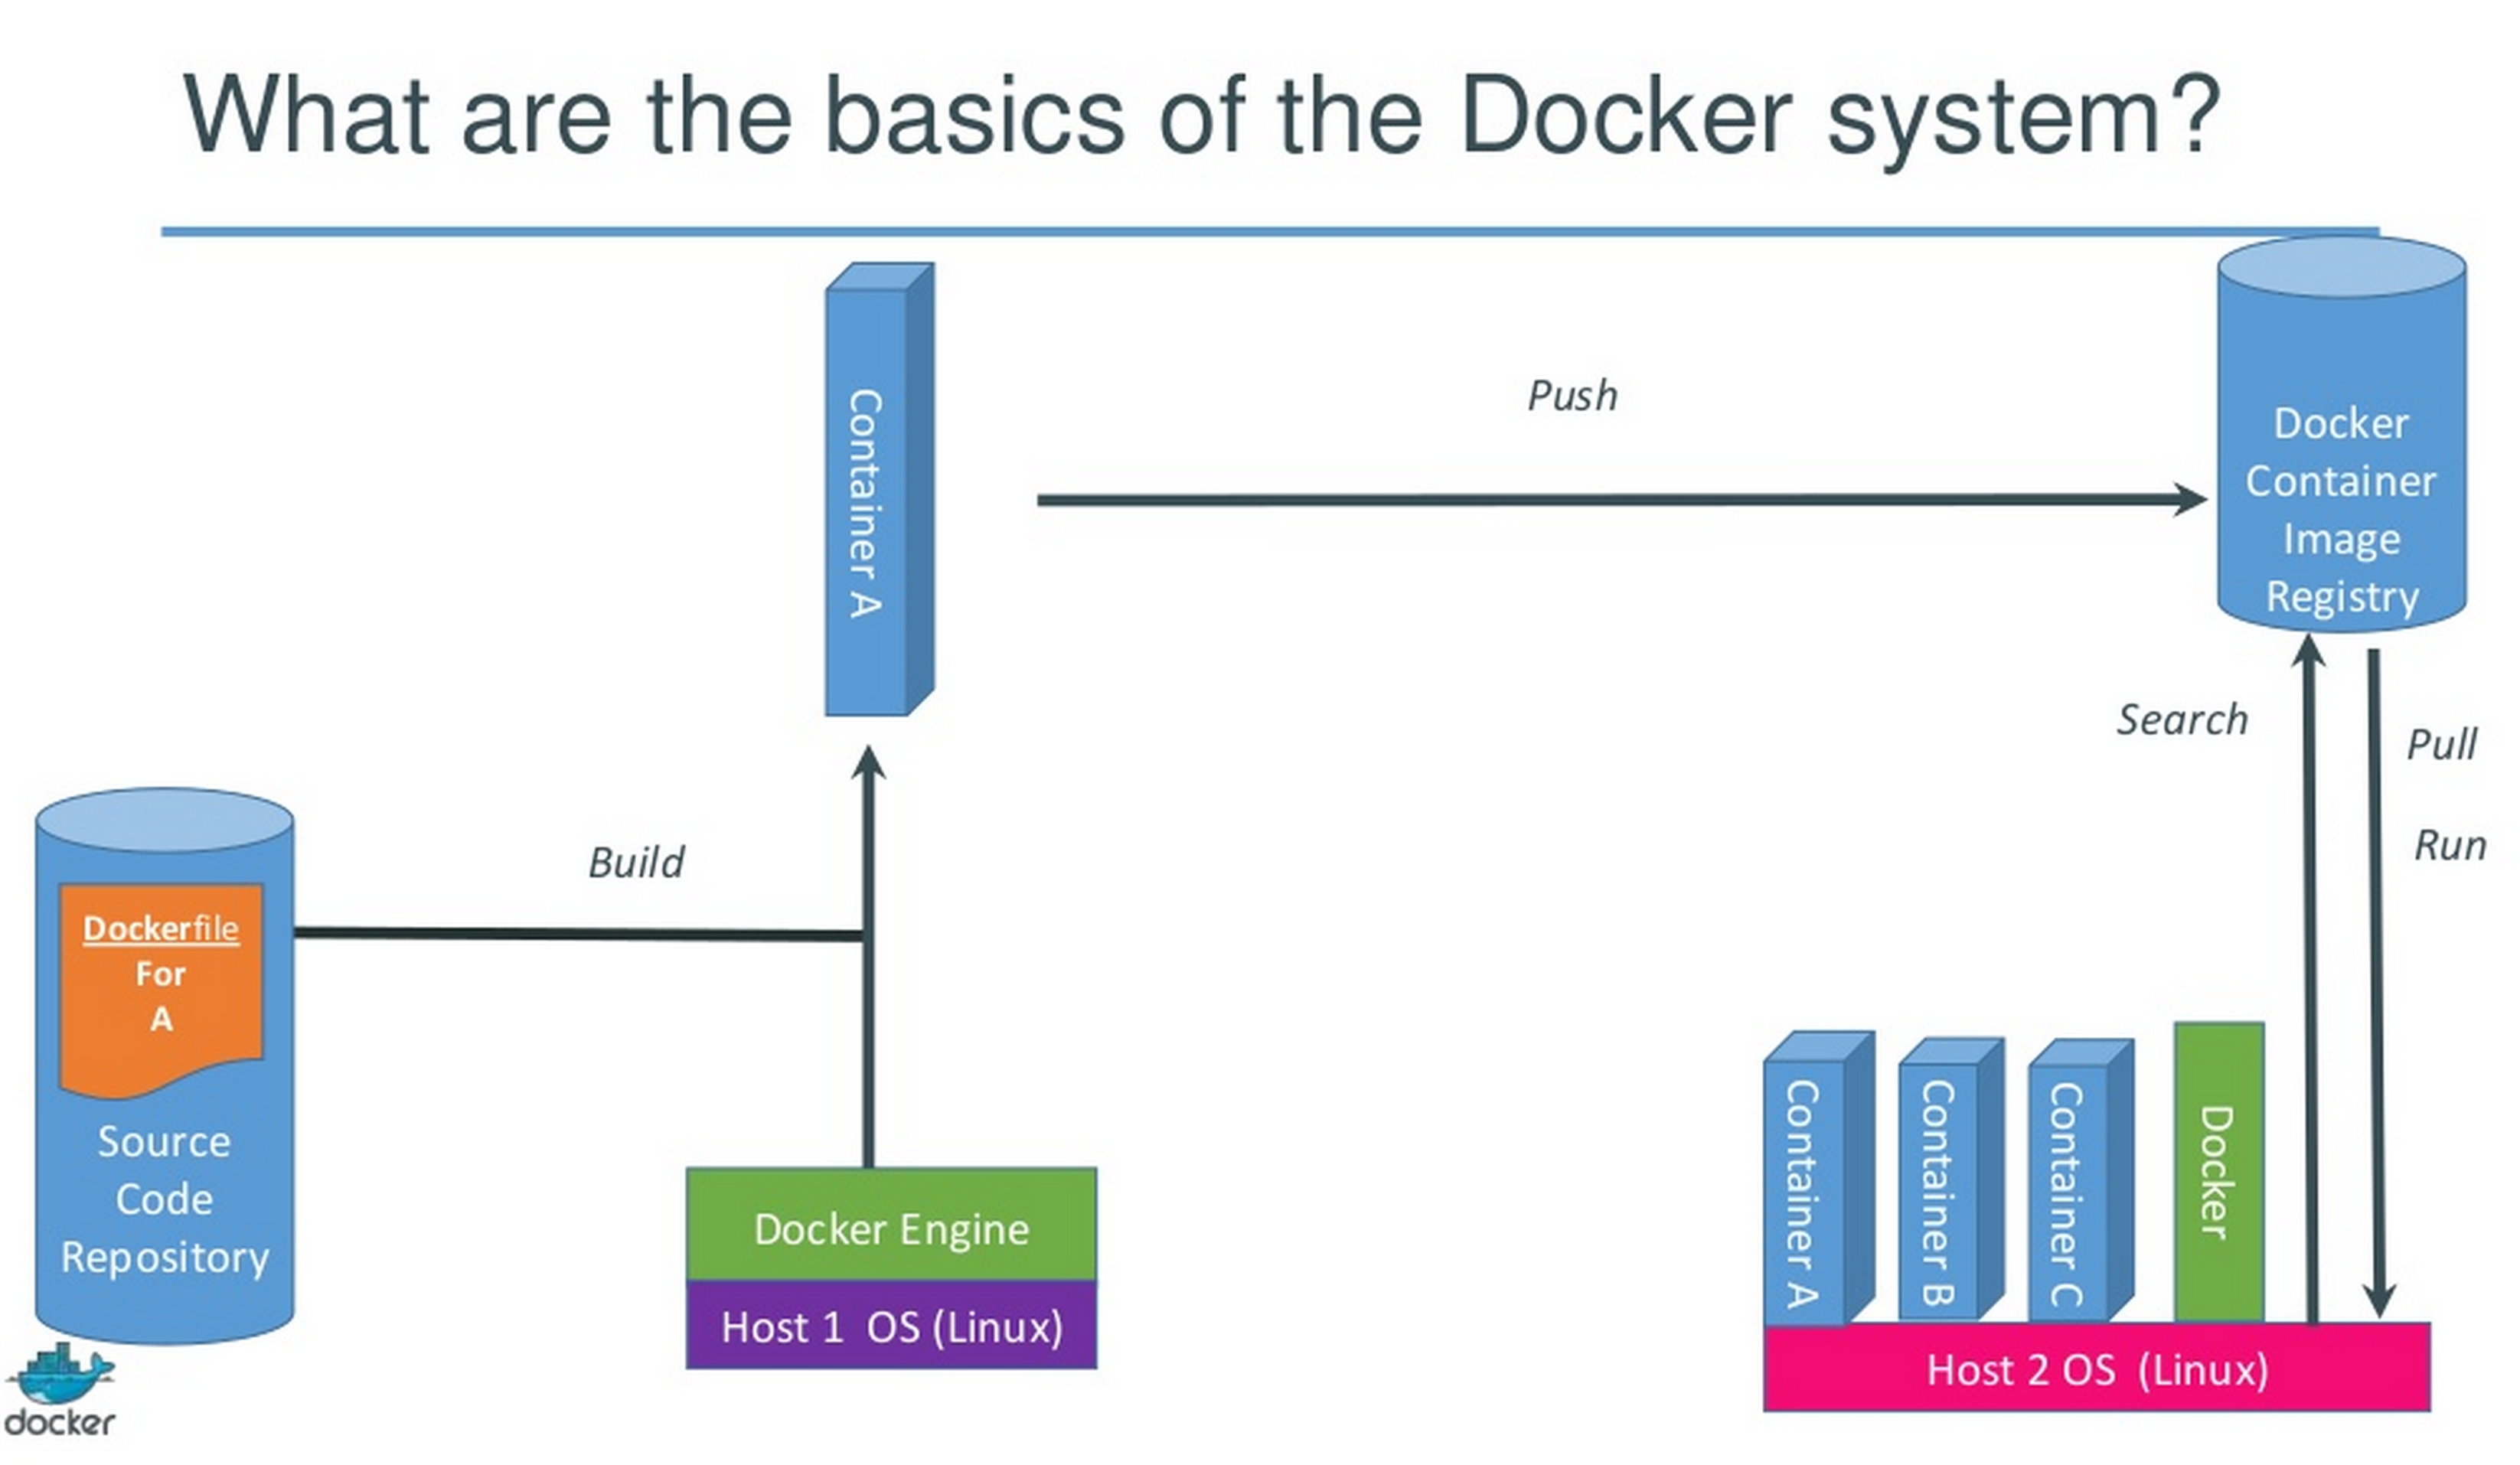 What are the basics of the Docker system?
Container A
Push
Docker
Container
Image
Registry
Search
Pull
Run
Build
Dockerfile
For
A
Source
Code
Repository
Docker Engine
Host 1 OS (Linux)
Container A
Container B
Container C
Docker
Host 2 OS (Linux)
docker